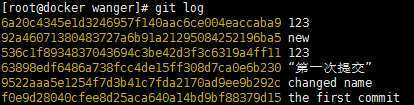 [root@docker wanger]# git log
6a20c4345e1d3246957f140aac6ce004eaccaba9 123
92a46071380483727a6b91a21295084252196ba5 new
536c1f8934837043694c3be42d3f3c6319a4ff11 123
63898edf6486a738fcc4de15ff308d7ca0e6b230 “第一次提交”
9522aaa5e1254f7d3b41c7fda2170ad9ee9b292c changed name
f0e9d28040cfee8d25aca640a14bd9bf88379d15 the first commit